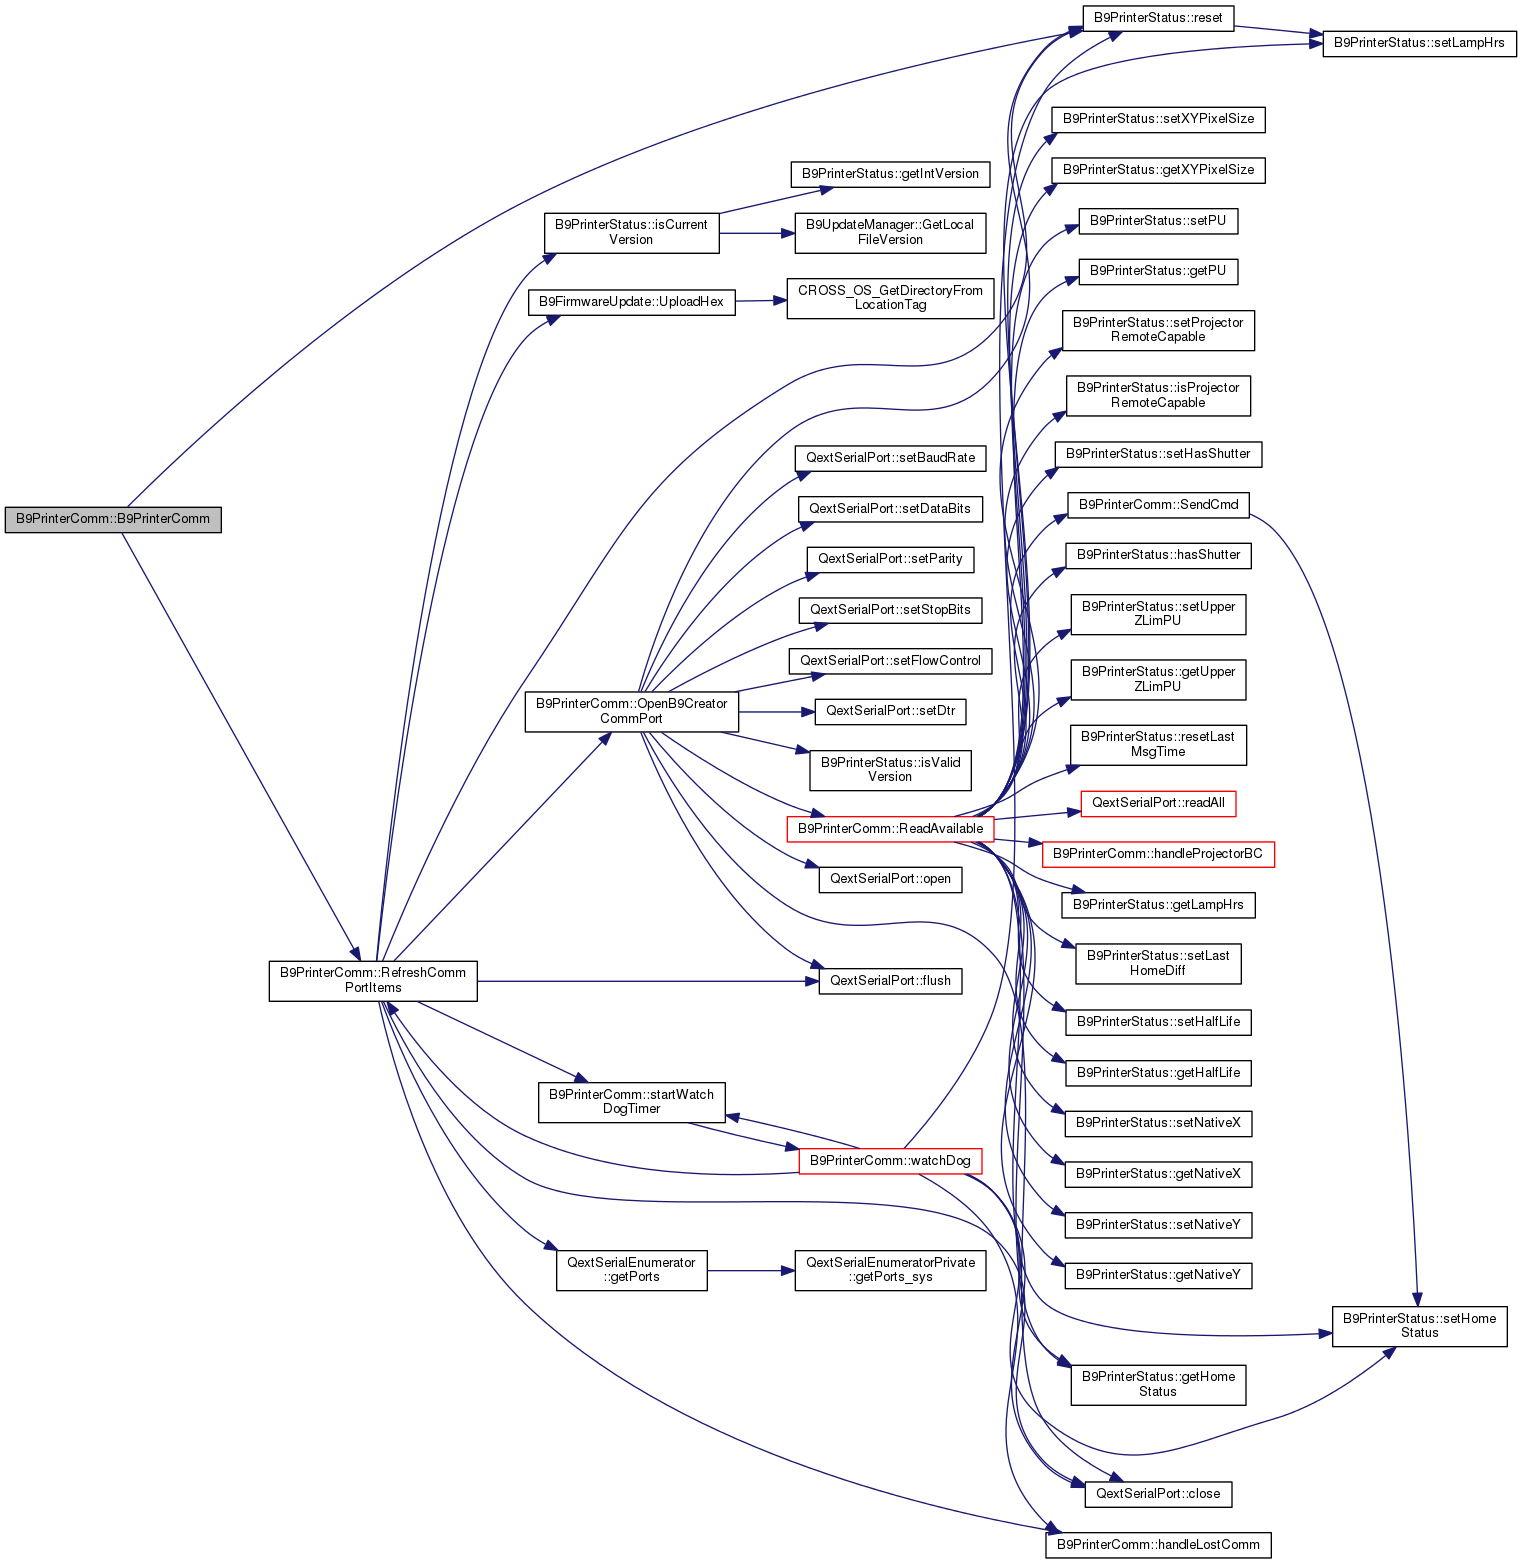 B9PrinterComm::B9PrinterComm
B9PrinterComm::RefreshComm
PortItems
B9PrinterStatus::isCurrent
Version
B9FirmwareUpdate::UploadHex
B9PrinterComm::OpenB9Creator
CommPort
B9PrinterComm::startWatch
DogTimer
QextSerialEnumerator
::getPorts
B9PrinterStatus::getIntVersion
B9UpdateManager::GetLocal
FileVersion
CROSS_OS_GetDirectoryFrom
LocationTag
QextSerialPort::setBaudRate
QextSerialPort::setDataBits
QextSerialPort::setParity
QextSerialPort::setStopBits
QextSerialPort::setFlowControl
QextSerialPort::setDtr
B9PrinterStatus::isValid
Version
B9PrinterComm::ReadAvailable
QextSerialPort::open
QextSerialPort::flush
B9PrinterComm::watchDog
QextSerialEnumeratorPrivate
::getPorts_sys
B9PrinterStatus::reset
B9PrinterStatus::setXYPixelSize
B9PrinterStatus::getXYPixelSize
B9PrinterStatus::setPU
B9PrinterStatus::getPU
B9PrinterStatus::setProjector
RemoteCapable
B9PrinterStatus::isProjector
RemoteCapable
B9PrinterStatus::setHasShutter
B9PrinterComm::SendCmd
B9PrinterStatus::hasShutter
B9PrinterStatus::setUpper
ZLimPU
B9PrinterStatus::getUpper
ZLimPU
B9PrinterStatus::resetLast
MsgTime
QextSerialPort::readAll
B9PrinterComm::handleProjectorBC
B9PrinterStatus::getLampHrs
B9PrinterStatus::setLast
HomeDiff
B9PrinterStatus::setHalfLife
B9PrinterStatus::getHalfLife
B9PrinterStatus::setNativeX
B9PrinterStatus::getNativeX
B9PrinterStatus::setNativeY
B9PrinterStatus::getNativeY
B9PrinterStatus::getHome
Status
QextSerialPort::close
B9PrinterComm::handleLostComm
B9PrinterStatus::setLampHrs
B9PrinterStatus::setHome
Status